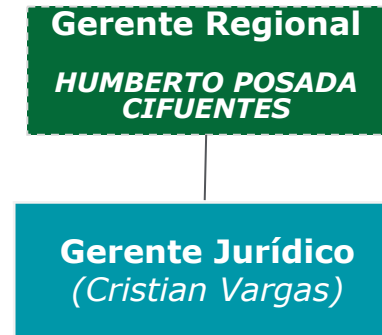 Gerente Regional
HUMBERTO POSADA
CIFUENTES
Gerente Jurídico
(Cristian Vargas)